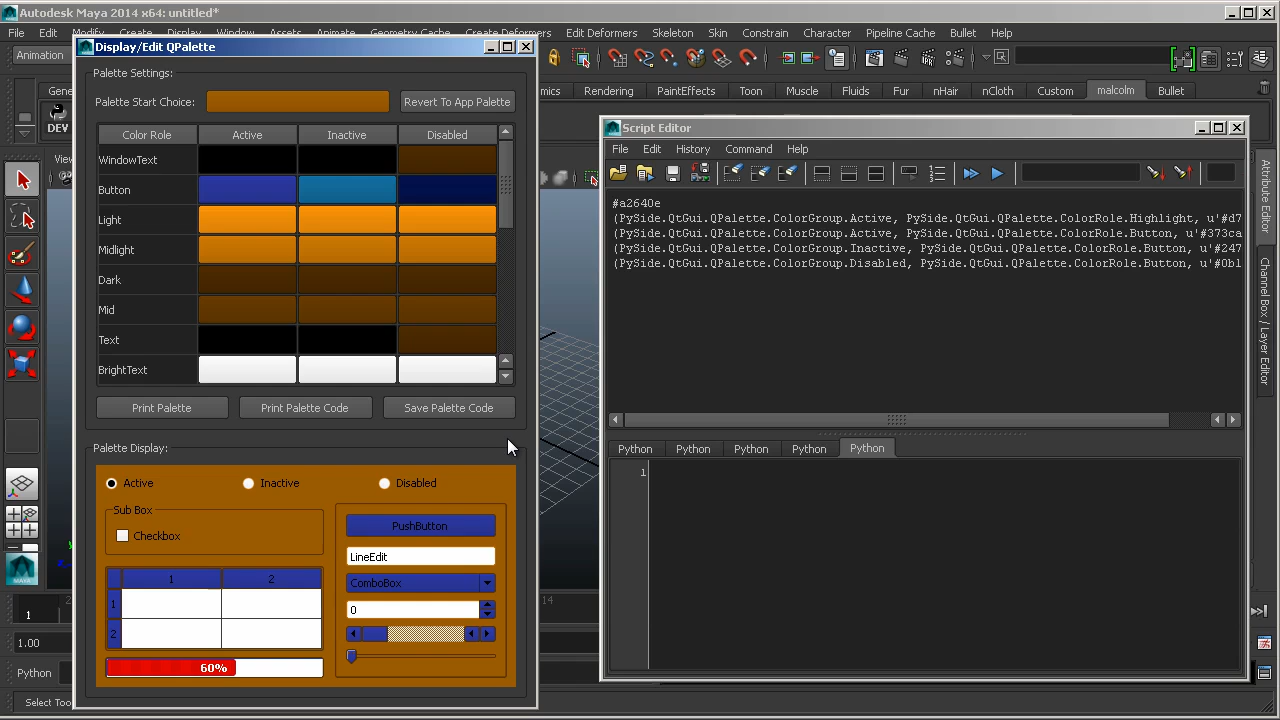 Autodesk Maya 2014 x64: untitled*
File Edit Modify Create Display Window Assets Animate Geometry Cache Create Deformers Edit Deformers Skeleton Skin Constrain Character Pipeline Cache Bullet Help
Display/Edit QPalette
Animation
Palette Settings:
Palette Start Choice:
Revert To App Palette
Rendering PaintEffects Toon Muscle Fluids Fur nHair nCloth Custom malcolm Bullet
DEV
Color Role Active Inactive Disabled
WindowText
Button
Light
Midlight
Dark
Mid
Text
BrightText
Print Palette Print Palette Code Save Palette Code
Palette Display:
Active Inactive Disabled
Sub Box
Checkbox
PushButton
LineEdit
ComboBox
0
1 2
1
2
60%
Script Editor
File Edit History Command Help
#a2640e
(PySide.QtGui.QPalette.ColorGroup.Active, PySide.QtGui.QPalette.ColorRole.Highlight, u'#d7
(PySide.QtGui.QPalette.ColorGroup.Active, PySide.QtGui.QPalette.ColorRole.Button, u'#373ca
(PySide.QtGui.QPalette.ColorGroup.Inactive, PySide.QtGui.QPalette.ColorRole.Button, u'#247
(PySide.QtGui.QPalette.ColorGroup.Disabled, PySide.QtGui.QPalette.ColorRole.Button, u'#0b1
Python Python Python Python Python
1
Attribute Editor
Channel Box / Layer Editor
MAYA
1
14
1.00
Python
Select Too